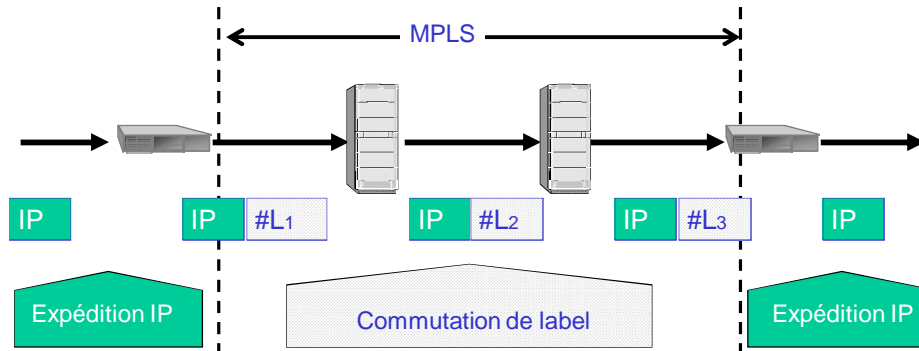 MPLS
IP
IP #L1
IP #L2
IP #L3
IP
Expédition IP
Commutation de label
Expédition IP